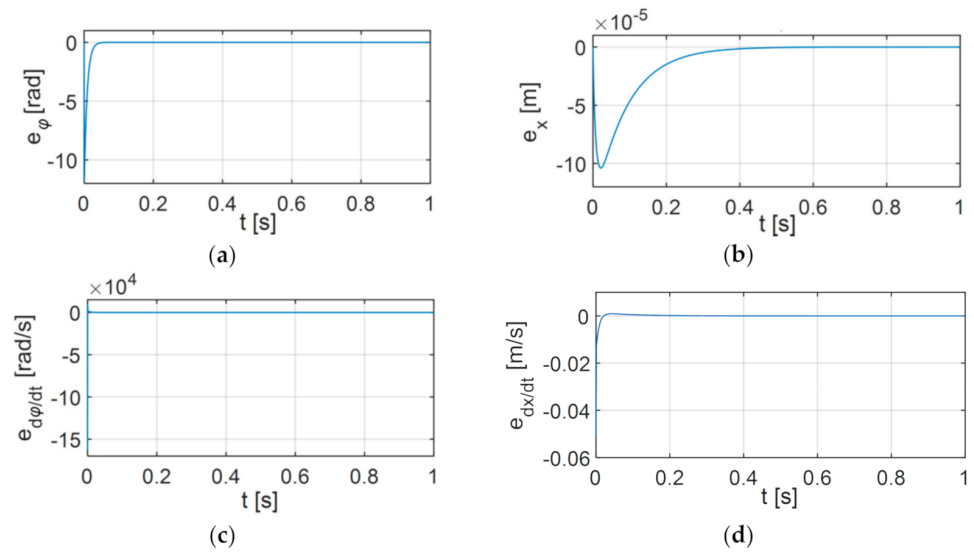 0
-5
-10
e_φ [rad]
0 0.2 0.4 0.6 0.8 1
t [s]
(a)
×10^-5
0
-5
-10
e_x [m]
0 0.2 0.4 0.6 0.8 1
t [s]
(b)
×10^4
0
-5
-10
-15
e_dφ/dt [rad/s]
0 0.2 0.4 0.6 0.8 1
t [s]
(c)
0
-0.02
-0.04
-0.06
e_dx/dt [m/s]
0 0.2 0.4 0.6 0.8 1
t [s]
(d)